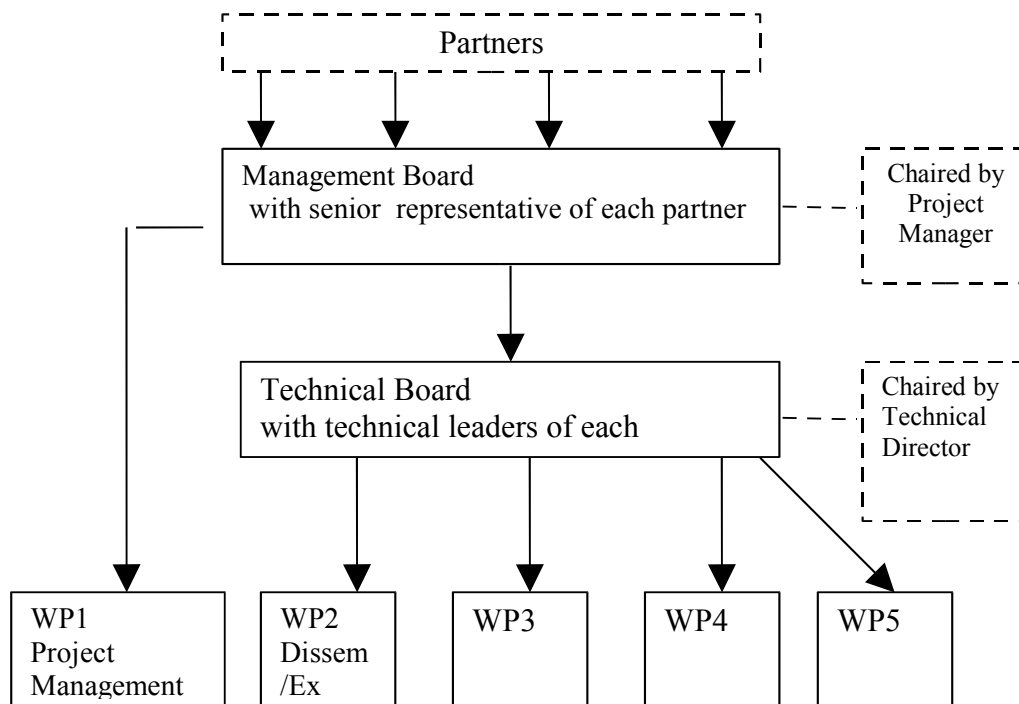 Partners
Management Board
with senior representative of each partner
Chaired by
Project
Manager
Technical Board
with technical leaders of each
Chaired by
Technical
Director
WP1
Project
Management
WP2
Dissem
/Ex
WP3
WP4
WP5